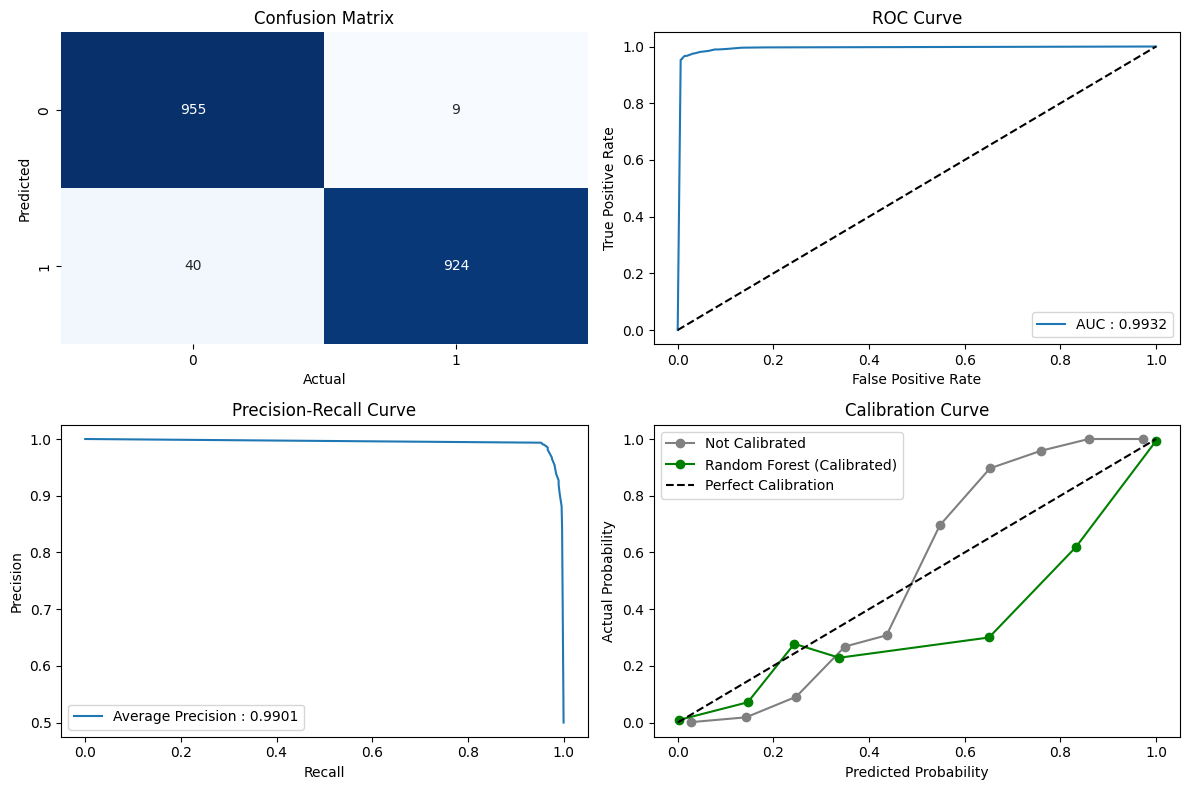 Confusion Matrix
Predicted
0
955
9
1
40
924
0
1
Actual
ROC Curve
True Positive Rate
1.0
0.8
0.6
0.4
0.2
0.0
AUC : 0.9932
0.0
0.2
0.4
0.6
0.8
1.0
False Positive Rate
Precision-Recall Curve
Precision
1.0
0.9
0.8
0.7
0.6
0.5
Average Precision : 0.9901
0.0
0.2
0.4
0.6
0.8
1.0
Recall
Calibration Curve
Actual Probability
1.0
0.8
0.6
0.4
0.2
0.0
Not Calibrated
Random Forest (Calibrated)
Perfect Calibration
0.0
0.2
0.4
0.6
0.8
1.0
Predicted Probability